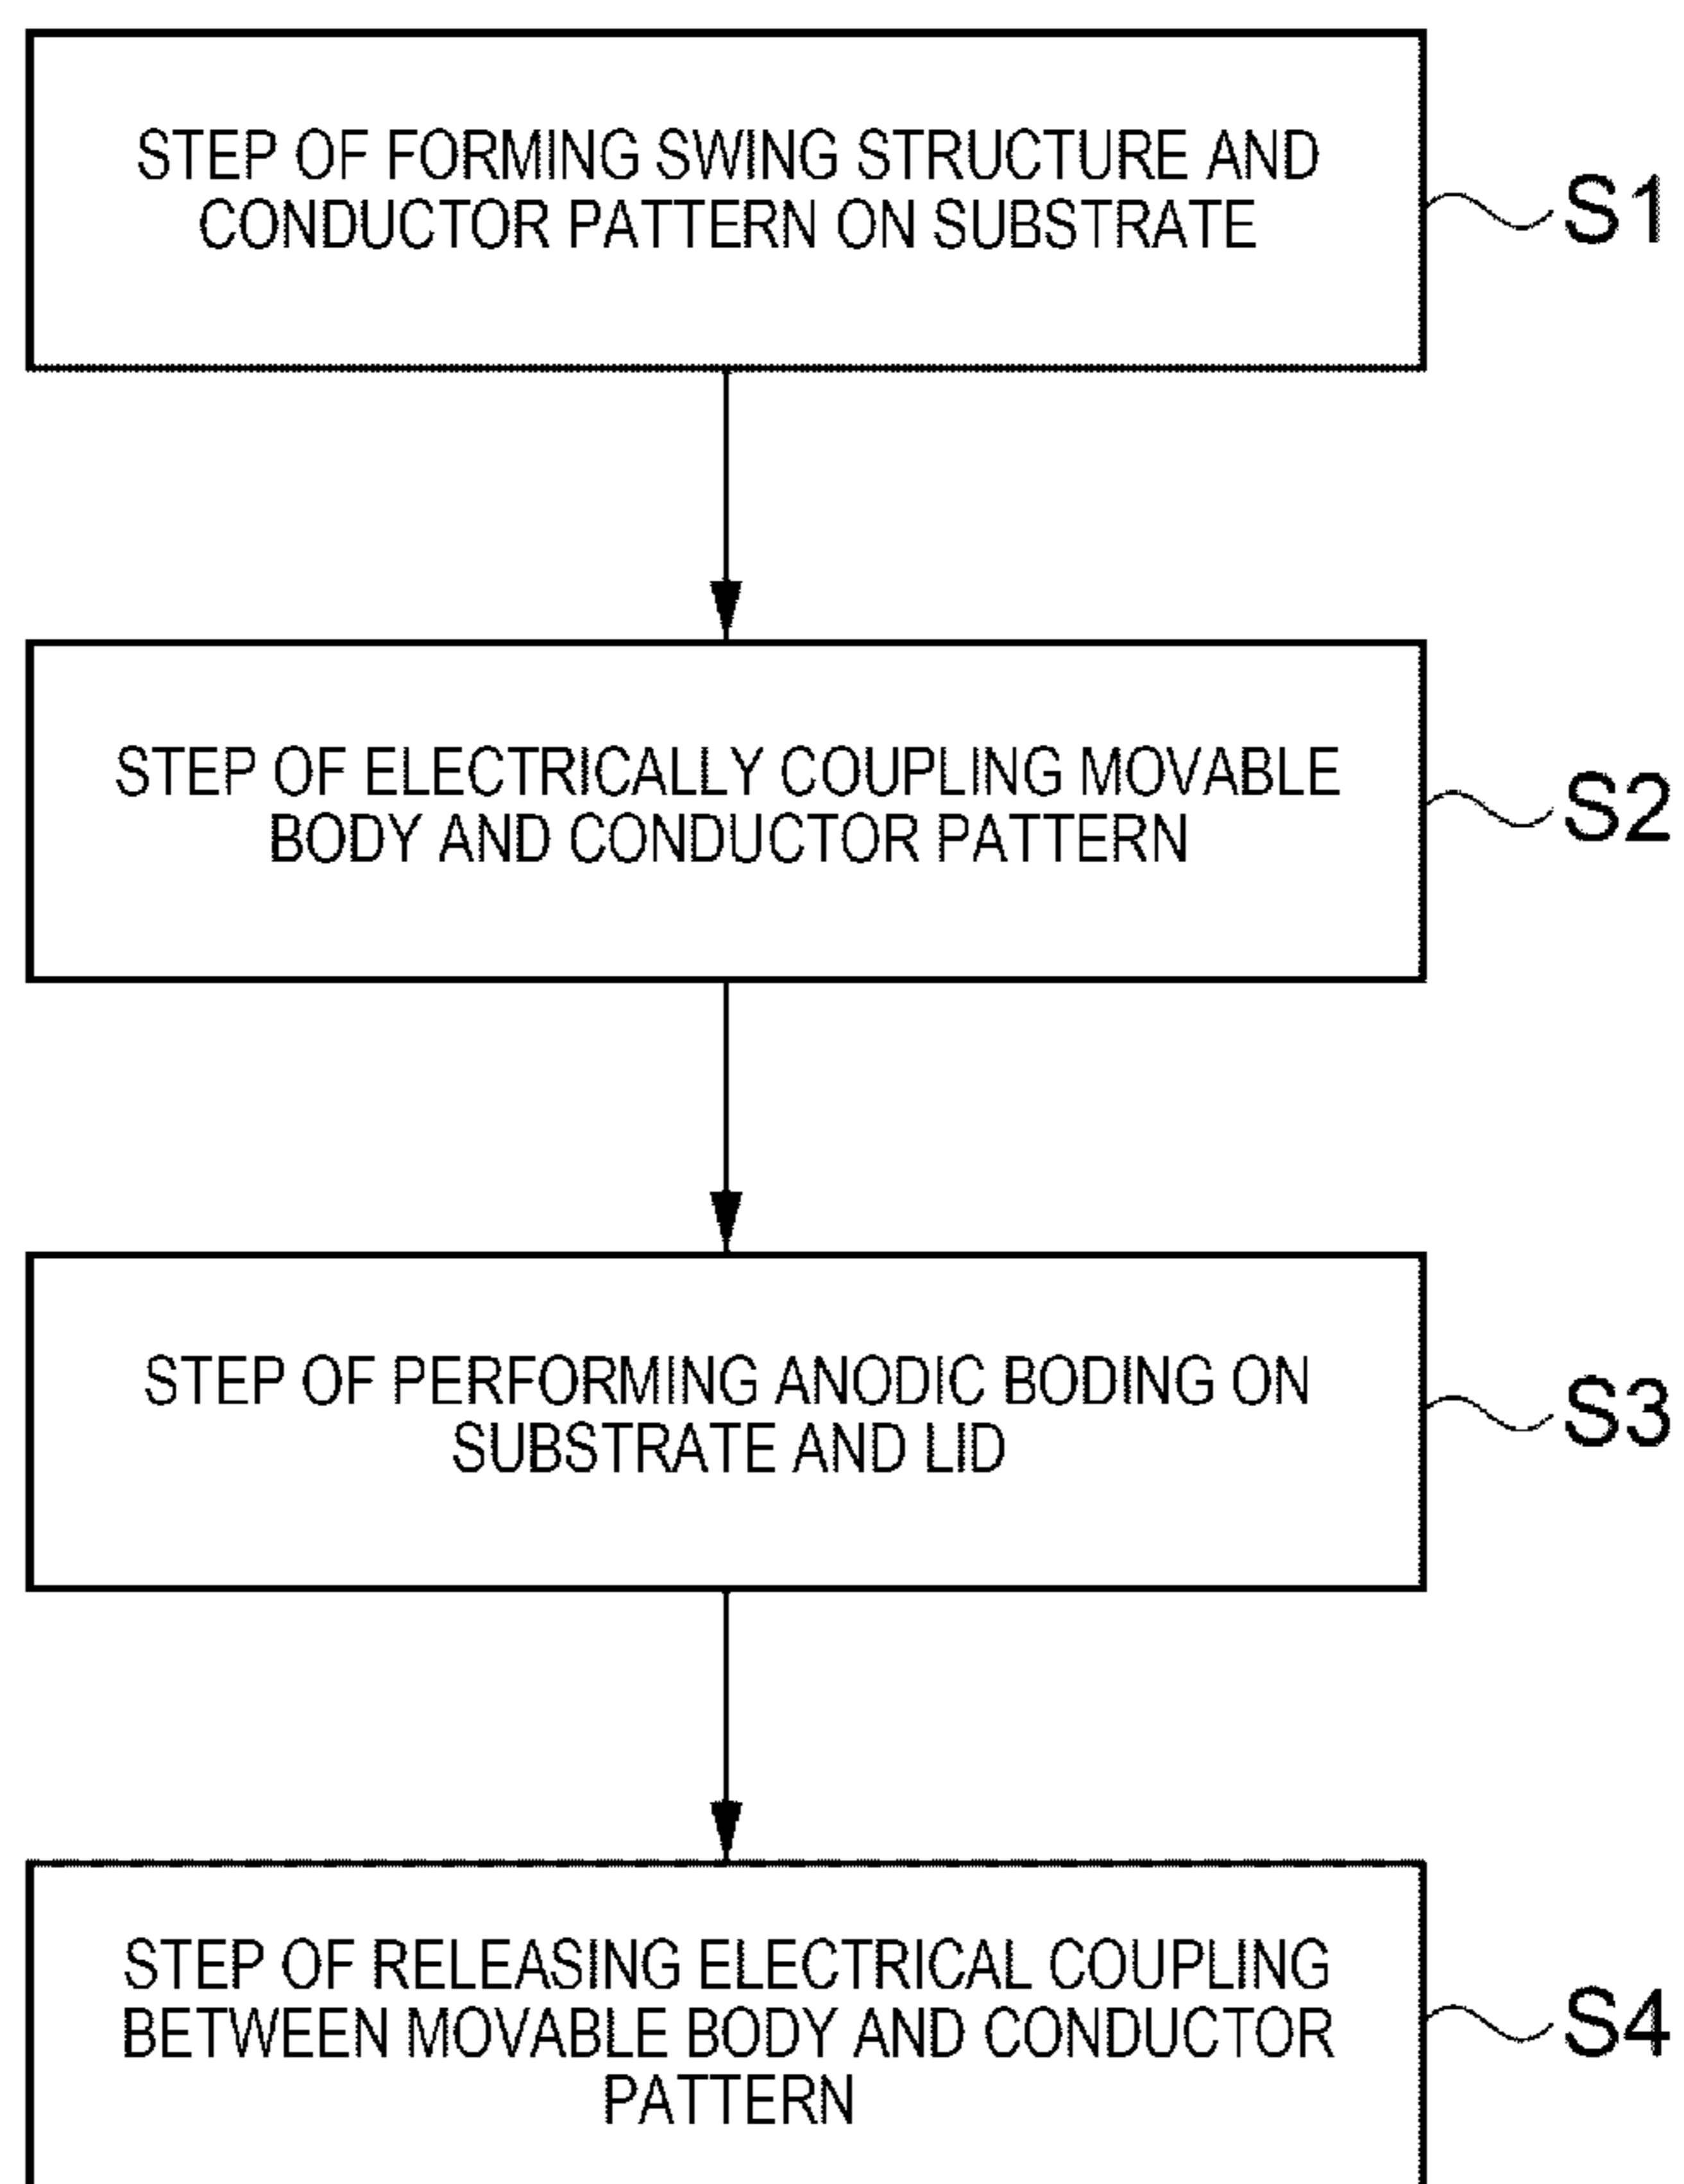 STEP OF FORMING SWING STRUCTURE AND
CONDUCTOR PATTERN ON SUBSTRATE
S1
STEP OF ELECTRICALLY COUPLING MOVABLE
BODY AND CONDUCTOR PATTERN
S2
STEP OF PERFORMING ANODIC BODING ON
SUBSTRATE AND LID
S3
STEP OF RELEASING ELECTRICAL COUPLING
BETWEEN MOVABLE BODY AND CONDUCTOR
PATTERN
S4